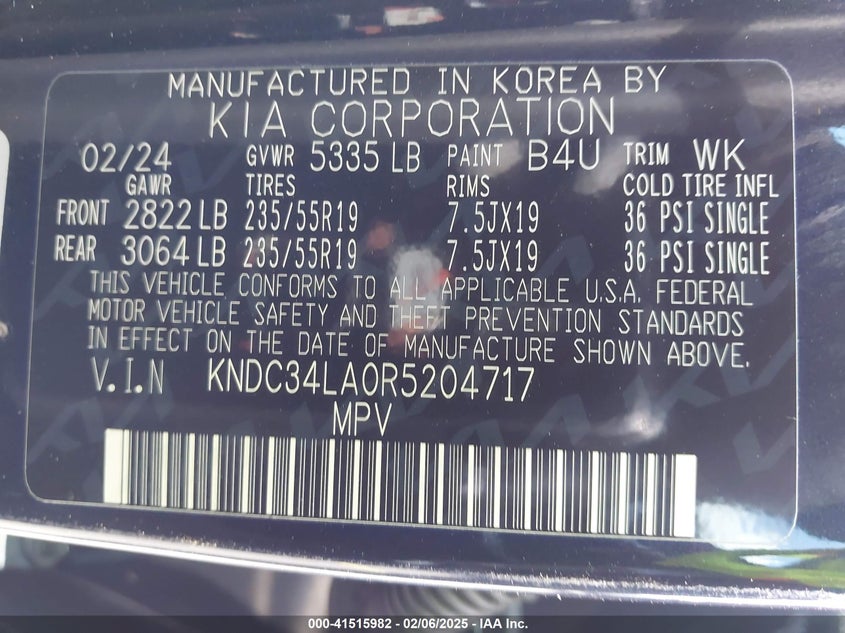 MANUFACTURED IN KOREA BY
KIA CORPORATION
02/24 GVWR 5335 LB PAINT B4U TRIM WK
GAWR TIRES RIMS COLD TIRE INFL
FRONT 2822 LB 235/55R19 7.5JX19 36 PSI SINGLE
REAR 3064 LB 235/55R19 7.5JX19 36 PSI SINGLE
THIS VEHICLE CONFORMS TO ALL APPLICABLE U.S.A. FEDERAL
MOTOR VEHICLE SAFETY AND THEFT PREVENTION STANDARDS
IN EFFECT ON THE DATE OF MANUFACTURE SHOWN ABOVE.
V.I.N KNDC34LA0R5204717
MPV
000-41515982 - 02/06/2025 - IAA Inc.